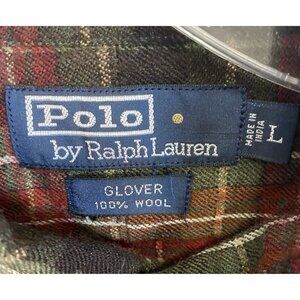 Polo
by Ralph Lauren
MADE IN
INDIA
L
GLOVER
100% WOOL